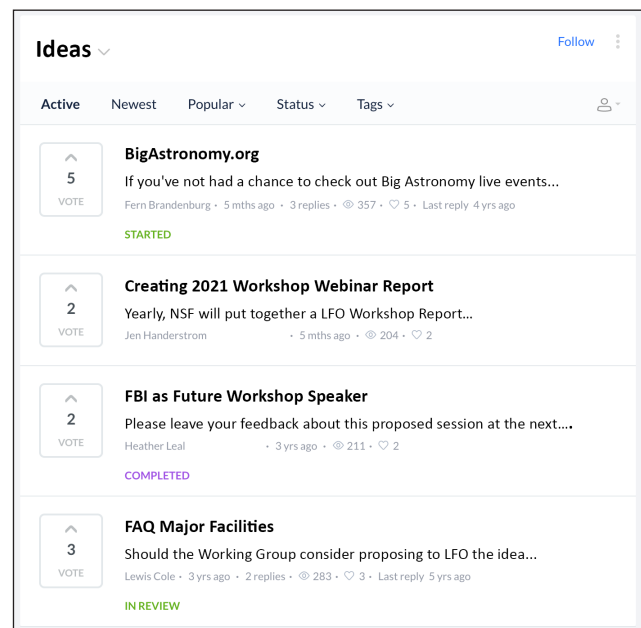 Ideas
Follow
Active Newest Popular Status Tags
BigAstronomy.org
5
VOTE
If you've not had a chance to check out Big Astronomy live events...
Fern Brandenburg • 5 mths ago • 3 replies • 357 • 5 • Last reply 4 yrs ago
STARTED
Creating 2021 Workshop Webinar Report
2
VOTE
Yearly, NSF will put together a LFO Workshop Report...
Jen Handerstrom • 5 mths ago • 204 • 2
FBI as Future Workshop Speaker
2
VOTE
Please leave your feedback about this proposed session at the next....
Heather Leal • 3 yrs ago • 211 • 2
COMPLETED
FAQ Major Facilities
3
VOTE
Should the Working Group consider proposing to LFO the idea...
Lewis Cole • 3 yrs ago • 2 replies • 283 • 3 • Last reply 5 yrs ago
IN REVIEW